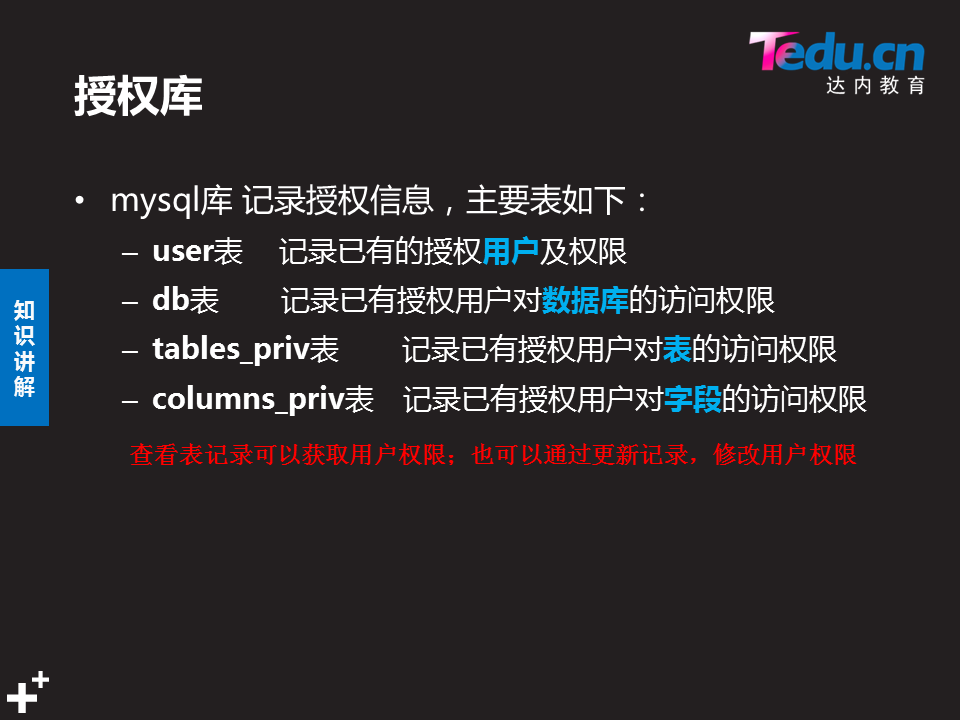 Tedu.cn
达内教育
授权库
• mysql库 记录授权信息，主要表如下：
– user表 记录已有的授权用户及权限
– db表 记录已有授权用户对数据库的访问权限
– tables_priv表 记录已有授权用户对表的访问权限
– columns_priv表 记录已有授权用户对字段的访问权限
查看表记录可以获取用户权限；也可以通过更新记录，修改用户权限
知
识
讲
解